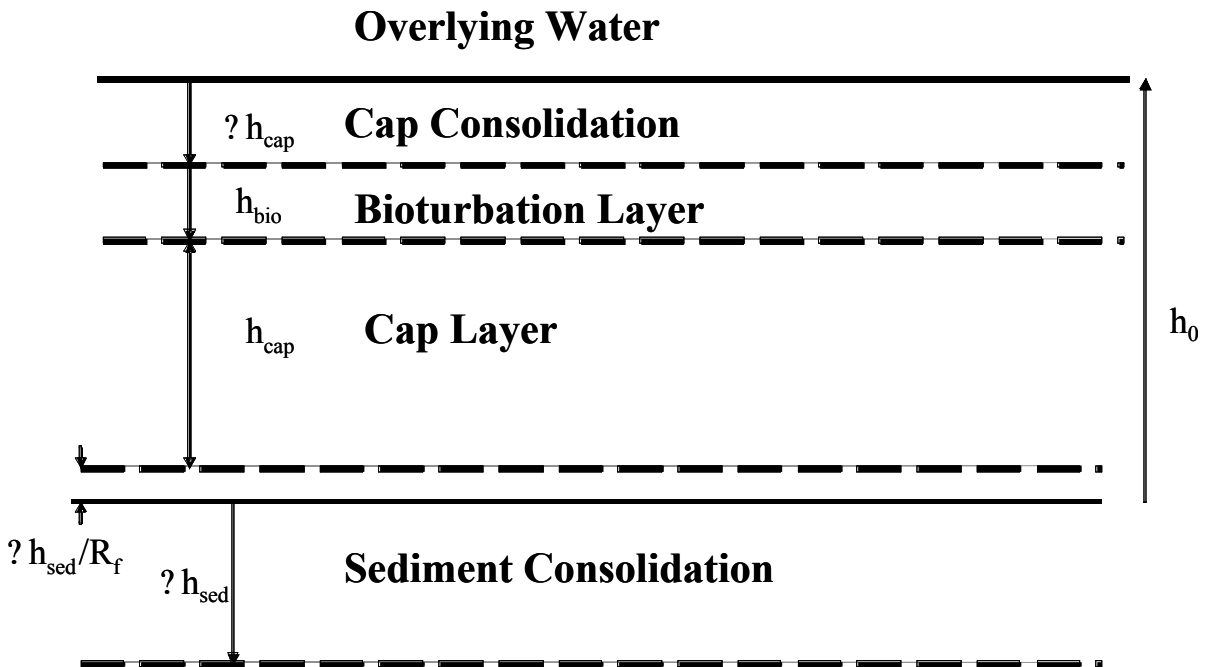 Overlying Water
? h_cap Cap Consolidation
h_bio Bioturbation Layer
h_cap Cap Layer
h_0
? h_sed/R_f
? h_sed Sediment Consolidation